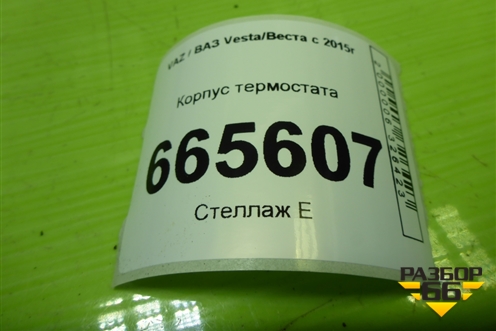 VAZ / ВАЗ Vesta/Веста с 2015г
Корпус термостата
665607
Стеллаж Е
РАЗБОР
66